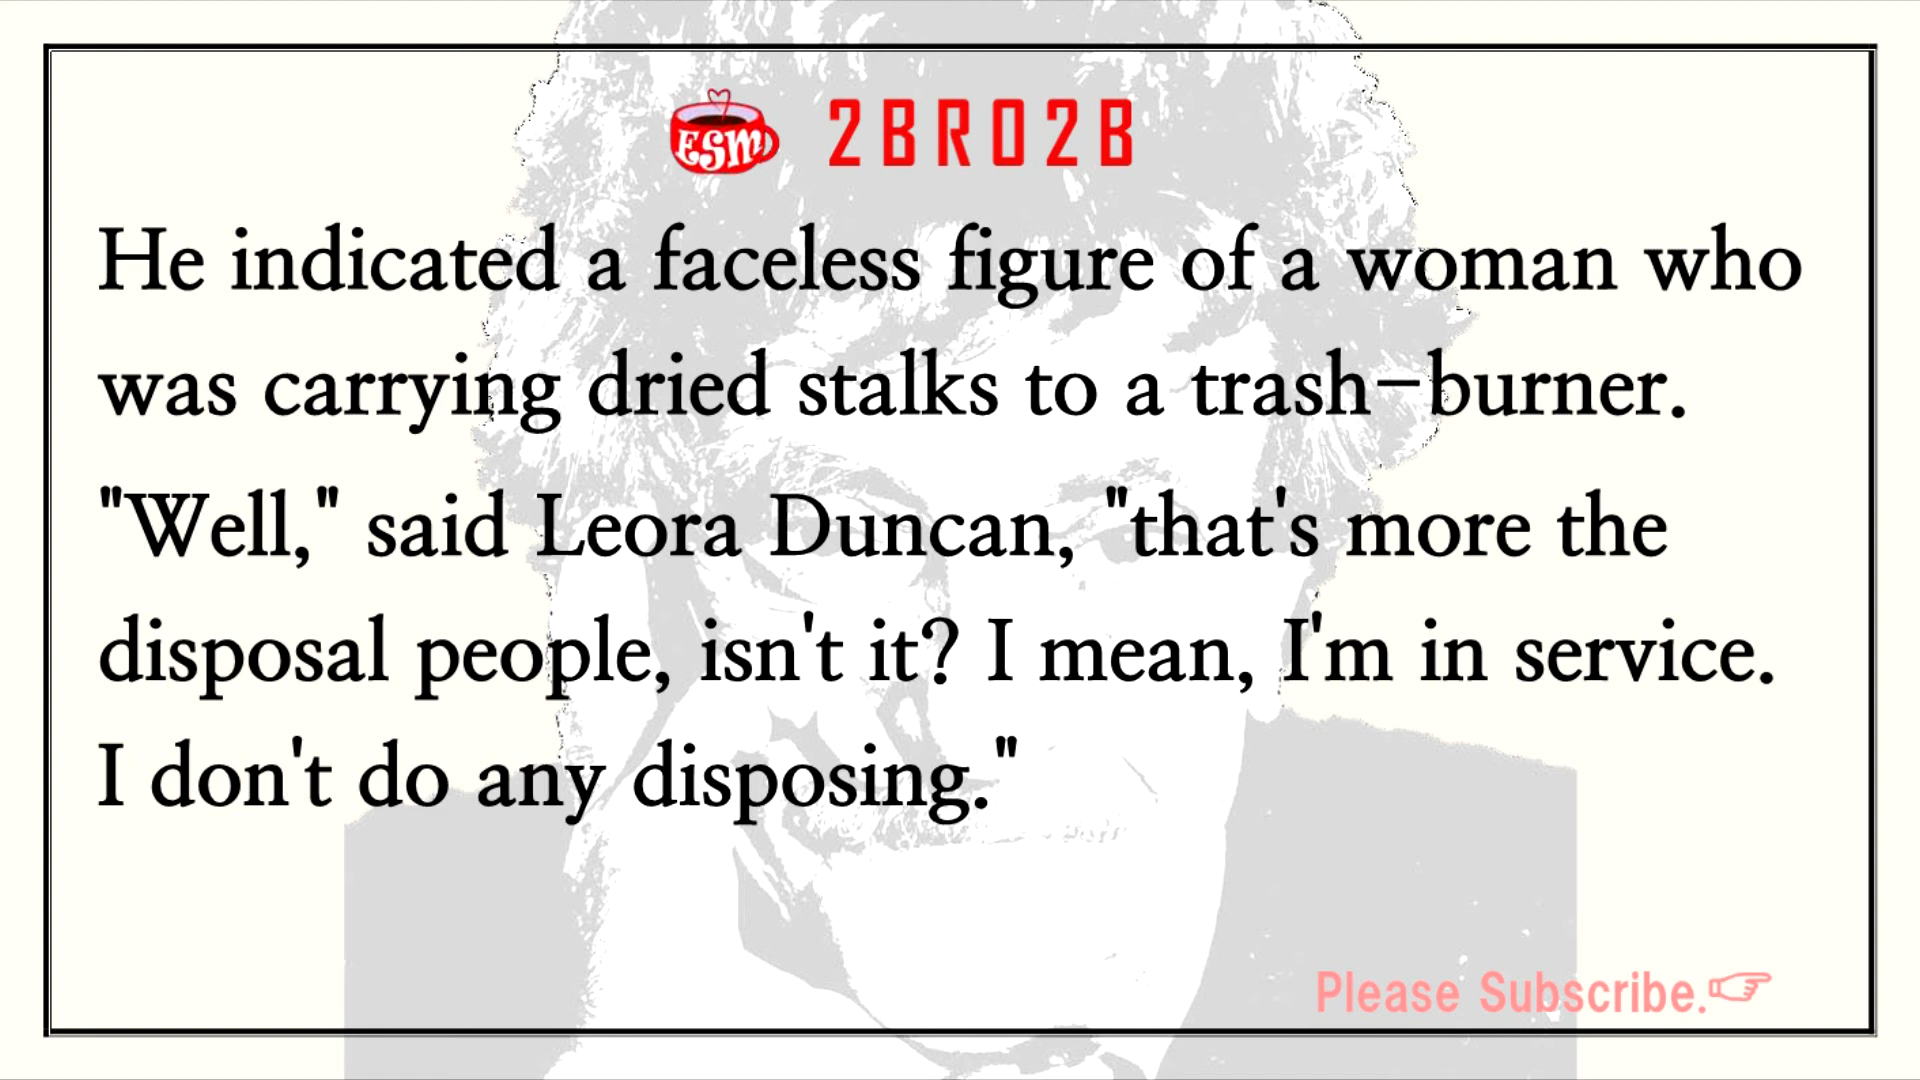 ESM 2BR02B
He indicated a faceless figure of a woman who
was carrying dried stalks to a trash-burner.
"Well," said Leora Duncan, "that's more the
disposal people, isn't it? I mean, I'm in service.
I don't do any disposing."
Please Subscribe.